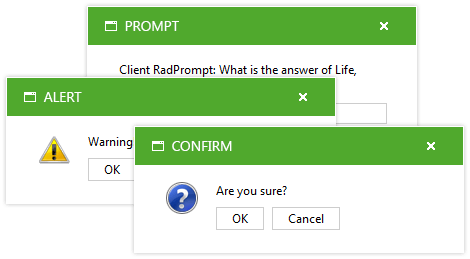 PROMPT
Client RadPrompt: What is the answer of Life,
ALERT
Warning
OK
CONFIRM
Are you sure?
OK Cancel